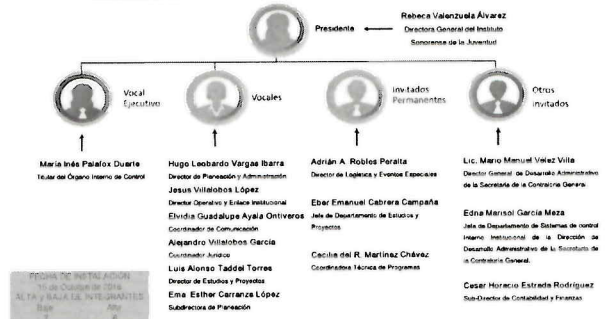 Presidente
Rebeca Valenzuela Álvarez
Directora General del Instituto
Sonorense de la Juventud
Vocal
Ejecutivo
Vocales
Invitados
Permanentes
Otros
invitados
María Inés Palafox Duarte
Titular del Órgano Interno de Control
Hugo Leobardo Vargas Ibarra
Director de Planeación y Administración
Jesus Villalobos López
Director Operativo y Enlace Institucional
Elvidia Guadalupe Ayala Ontiveros
Coordinador de Comunicación
Alejandro Villalobos García
Coordinador Jurídico
Luis Alonso Taddei Torres
Director de Estudios y Proyectos
Ema Esther Carranza López
Subdirectora de Planeación
Adrián A. Robles Peralta
Director de Logística y Eventos Especiales
Eber Emanuel Cabrera Campaña
Jefe de Departamento de Estudios y
Proyectos
Cecilia del R. Martínez Chávez
Coordinadora Técnica de Programas
Lic. Mario Manuel Velez Villa
Director General de Desarrollo Administrativo
de la Secretaría de la Contraloría General
Edna Marisol García Meza
Jefa de Departamento de Sistemas de control
Interno Institucional de la Dirección de
Desarrollo Administrativo de la Secretaría de
la Contraloría General.
Cesar Horacio Estrada Rodríguez
Sub-Director de Contabilidad y Finanzas
FECHA DE INSTALACIÓN
de Octubre de
ALTA y BAJA DE INTEGRANTES
Baja Alta